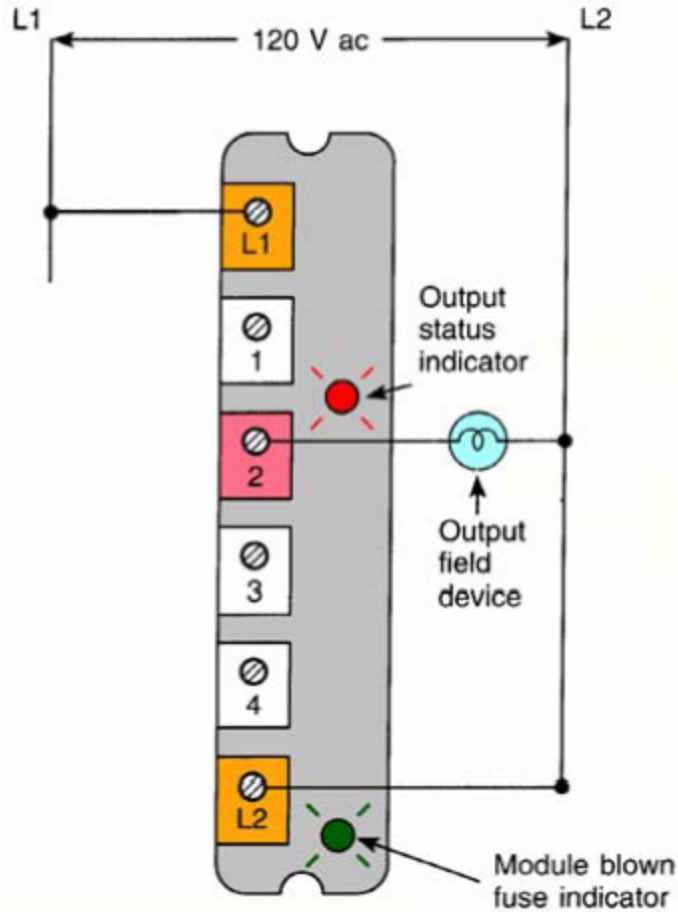 L1
120 V ac
L2
L1
1
Output
status
indicator
2
Output
field
device
3
4
L2
Module blown
fuse indicator